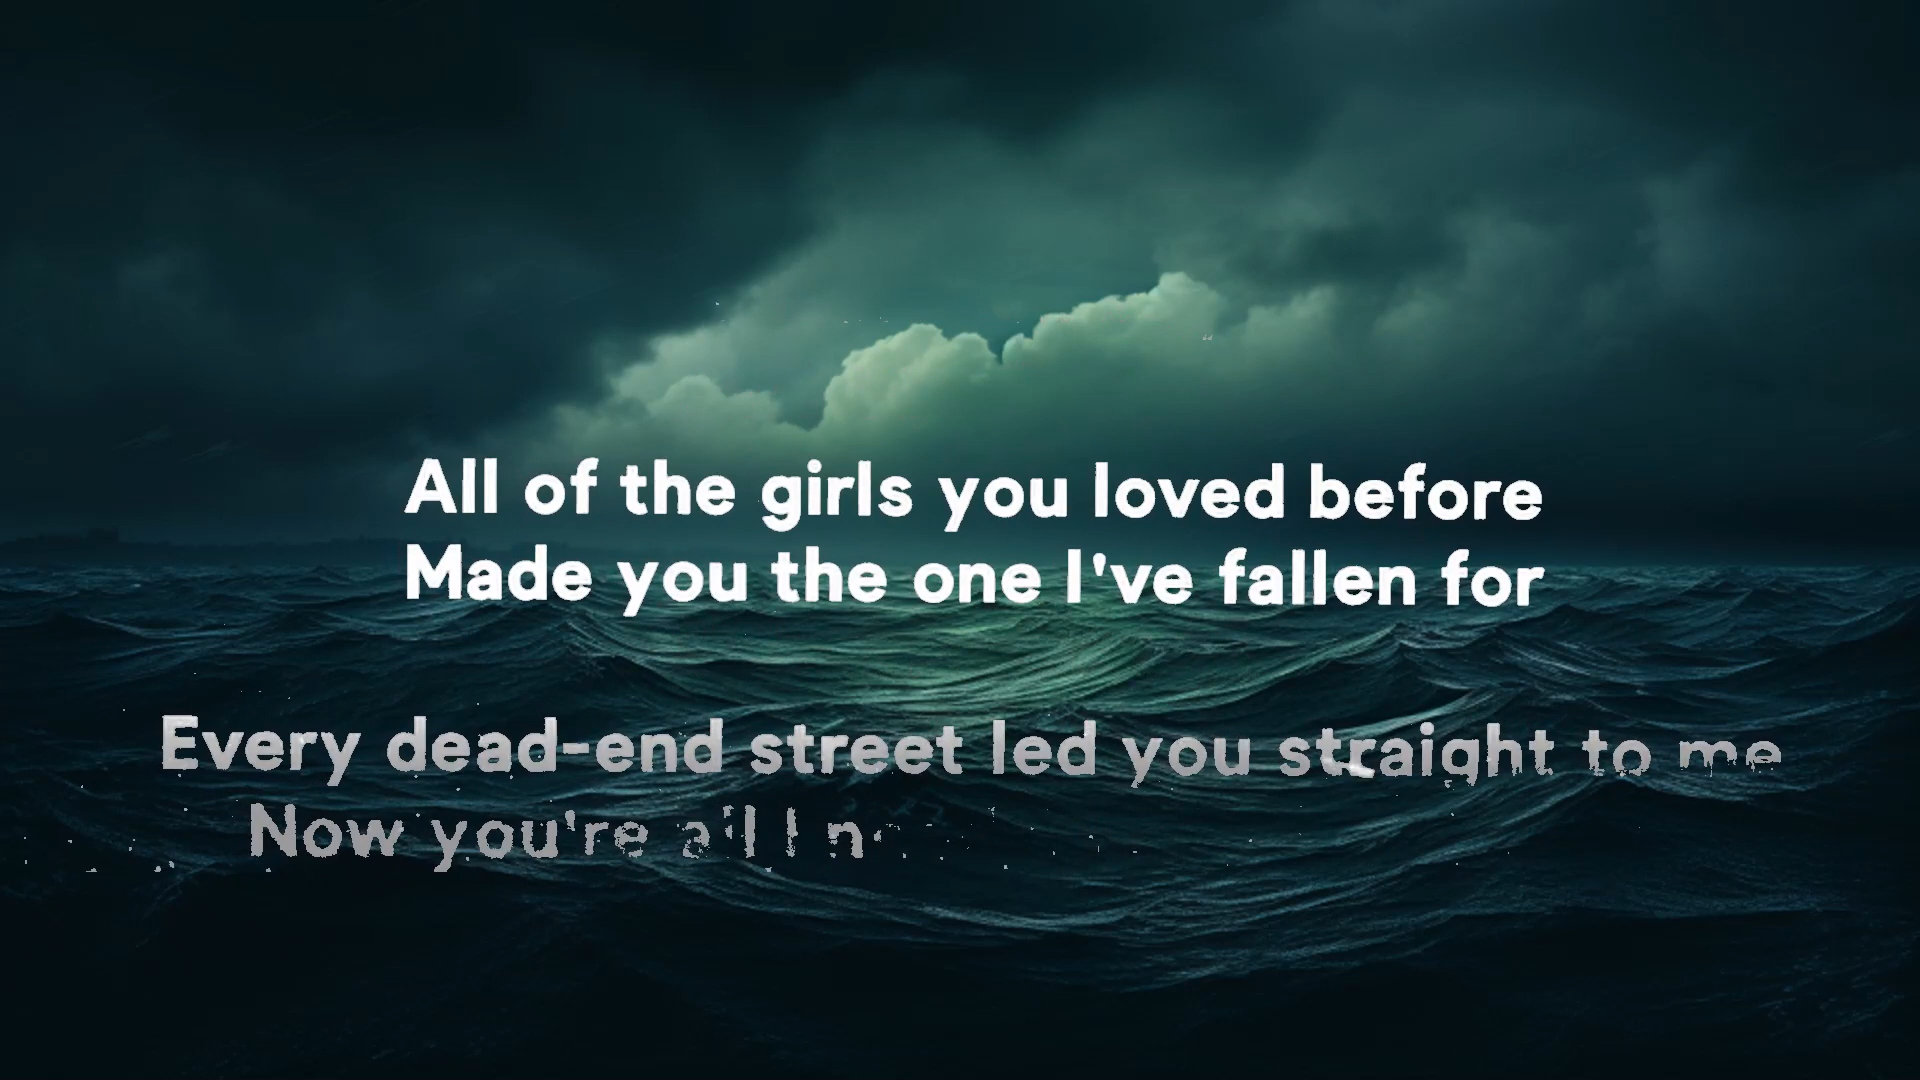 All of the girls you loved before
Made you the one I've fallen for
Every dead-end street led you straight to me
Now you're all